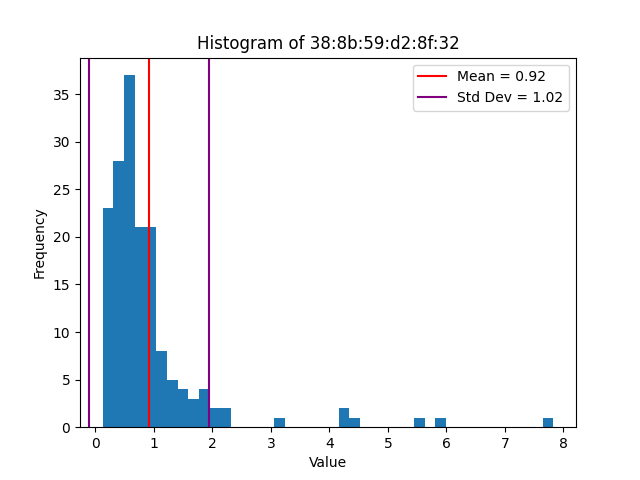 Histogram of 38:8b:59:d2:8f:32
Mean = 0.92
Std Dev = 1.02
Frequency
35
30
25
20
15
10
5
0
0 1 2 3 4 5 6 7 8
Value